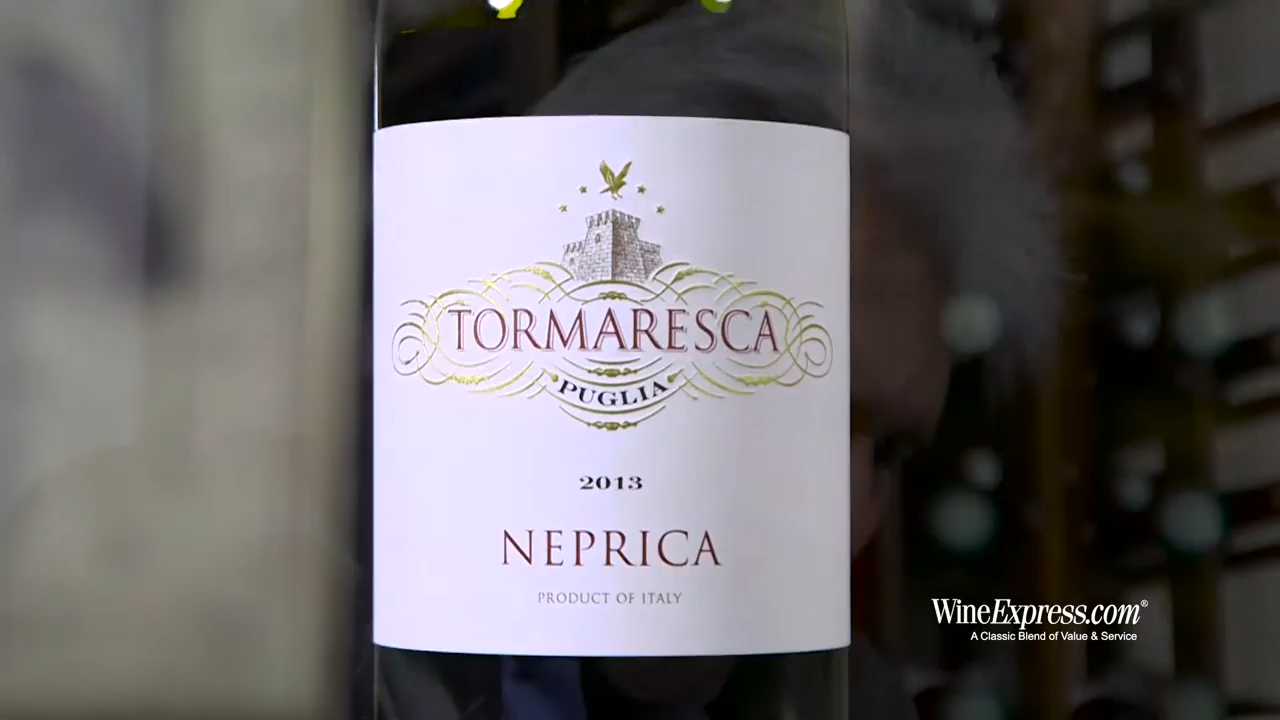 TORMARESCA
PUGLIA
2013
NEPRICA
PRODUCT OF ITALY
WineExpress.com®
A Classic Blend of Value & Service